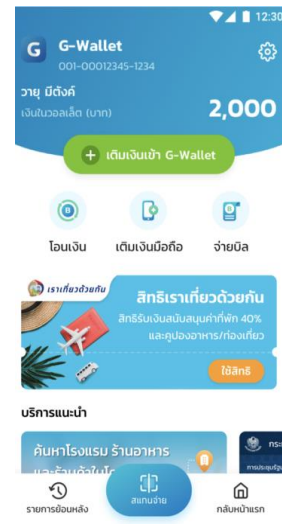 12:30
G G-Wallet
001-00012345-1234
วายุ มีตังค์
เงินในวอลเล็ต (บาท) 2,000
+ เติมเงินเข้า G-Wallet
โอนเงิน เติมเงินมือถือ จ่ายบิล
เราเที่ยวด้วยกัน
สิทธิเราเที่ยวด้วยกัน
สิทธิรับเงินสนับสนุนค่าที่พัก 40%
และคูปองอาหาร/ท่องเที่ยว
ใช้สิทธิ
บริการแนะนำ
ค้นหาโรงแรม ร้านอาหาร
รายการย้อนหลัง สแกนจ่าย กลับหน้าแรก